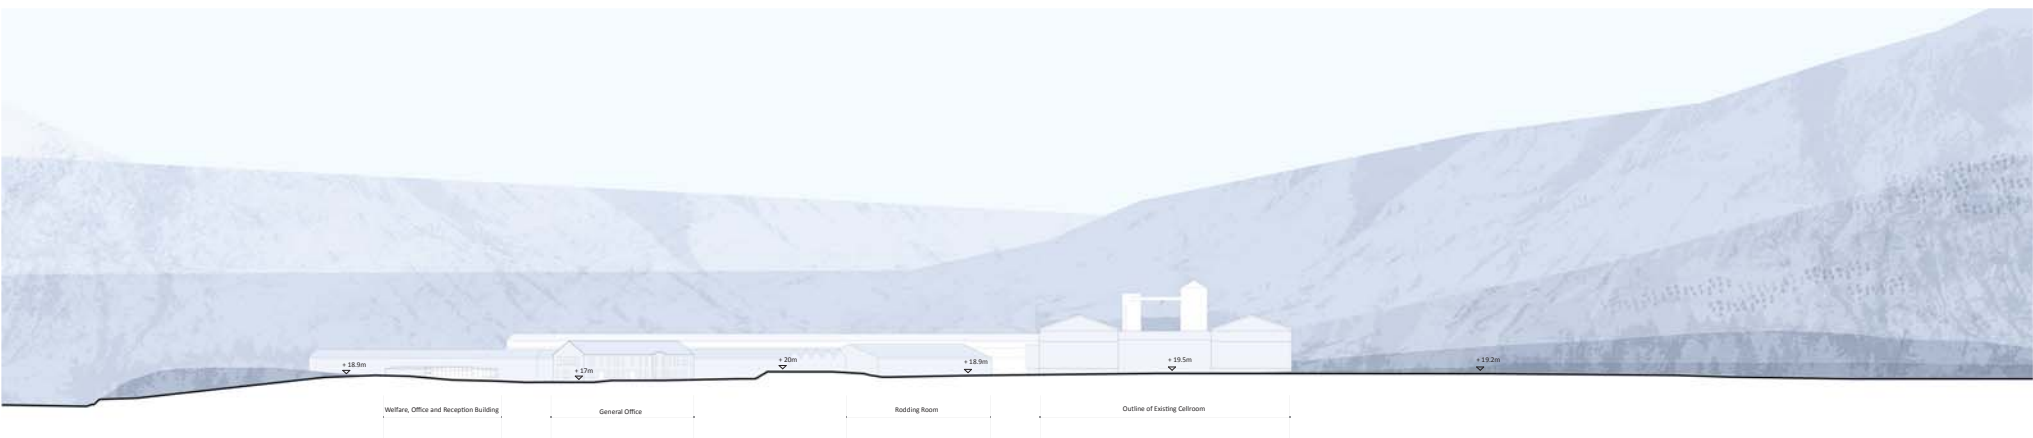 + 18.9m
+ 17m
+ 20m
+ 18.9m
+ 19.5m
+ 19.2m
Welfare, Office and Reception Building
General Office
Rodding Room
Outline of Existing Cellroom